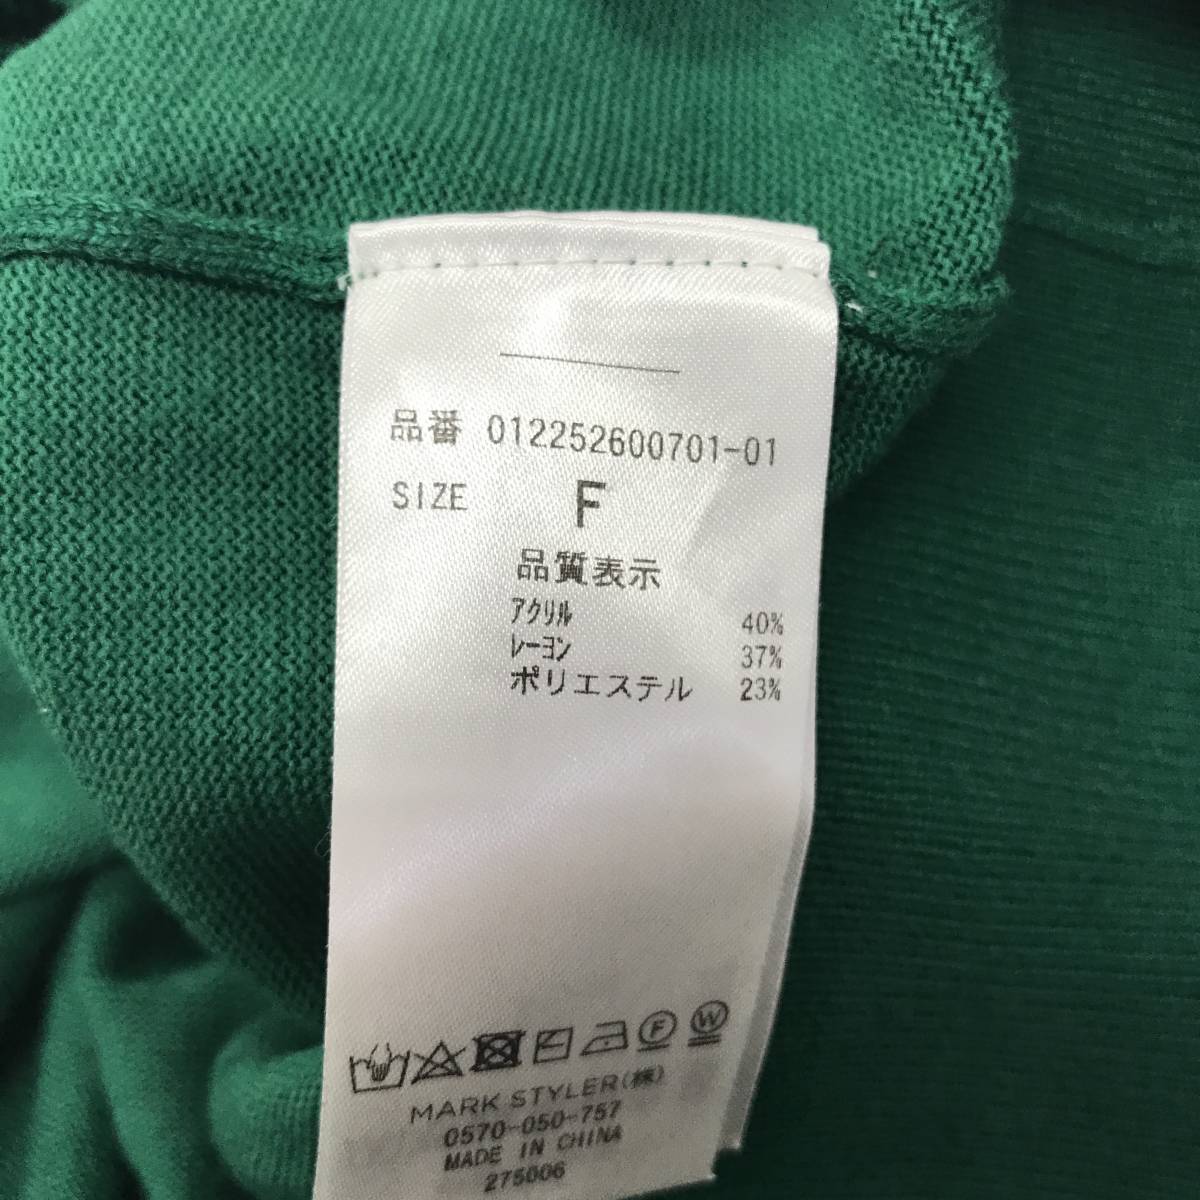 品番 012252600701-01
SIZE F
品質表示
アクリル 40%
レーヨン 37%
ポリエステル 23%
F W
MARK STYLER(株)
0570-050-757
MADE IN CHINA
275006